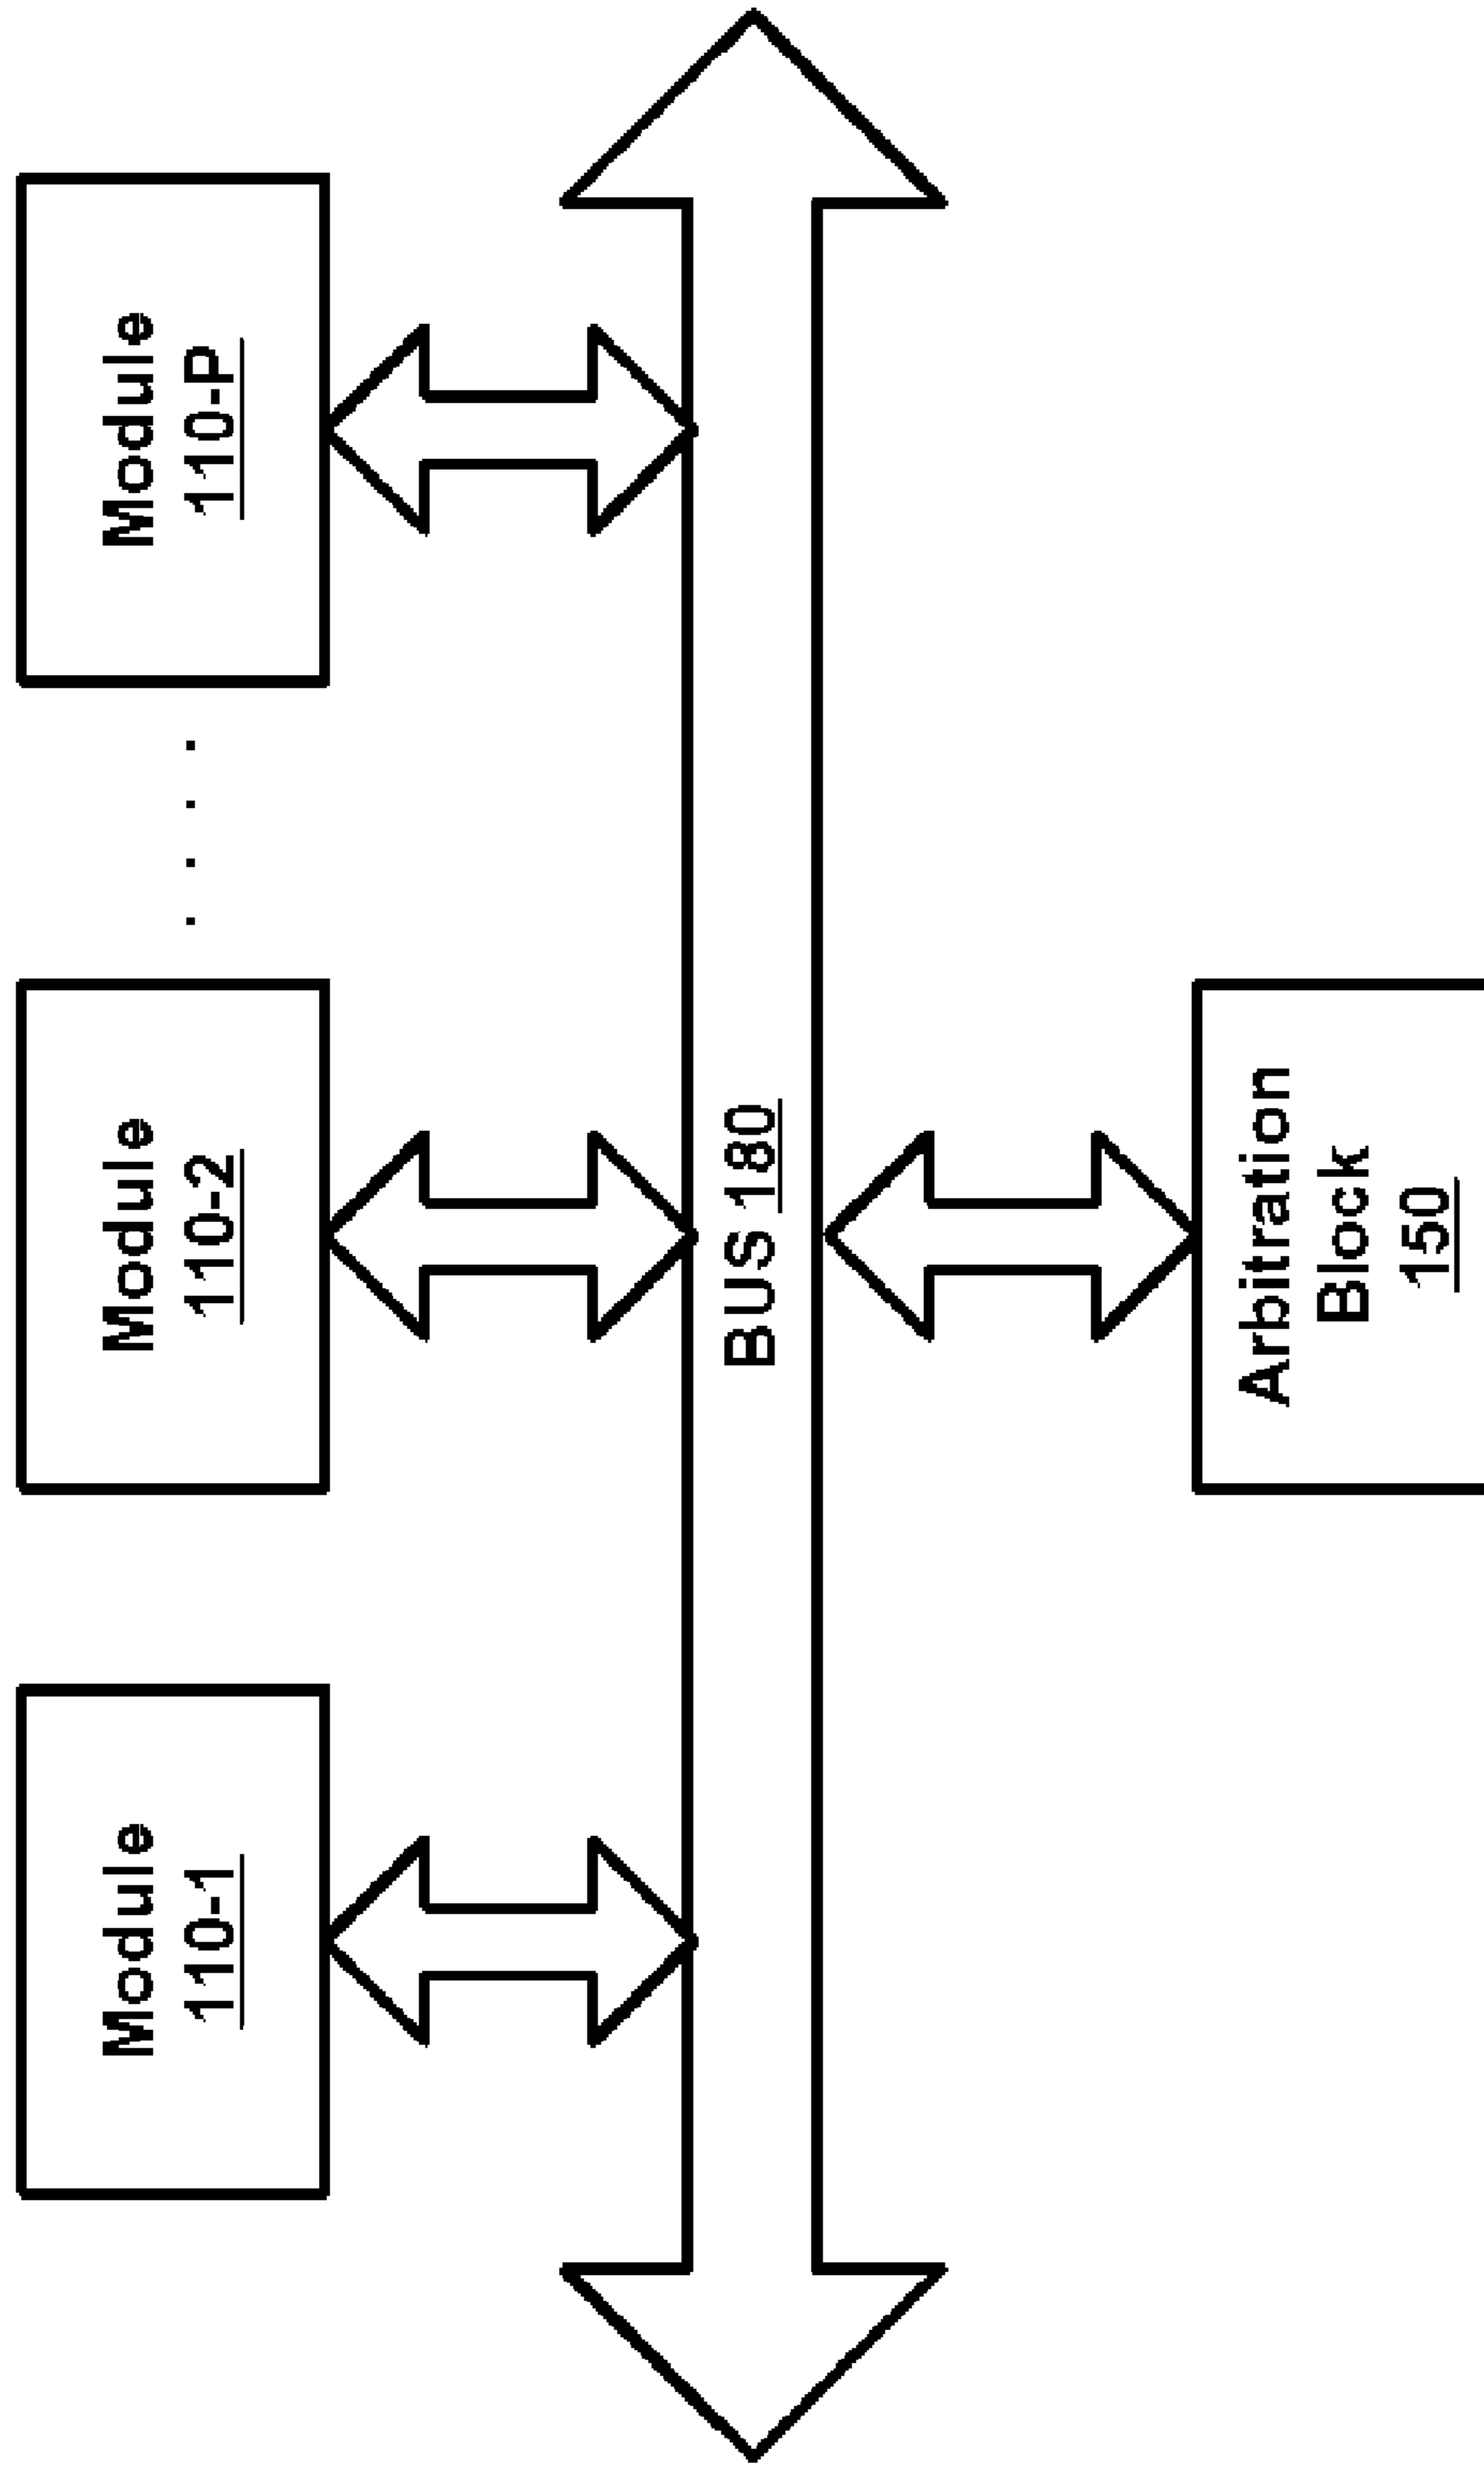 Module
110-1
Module
110-2
. . . .
Module
110-P
BUS 180
Arbitration
Block
150